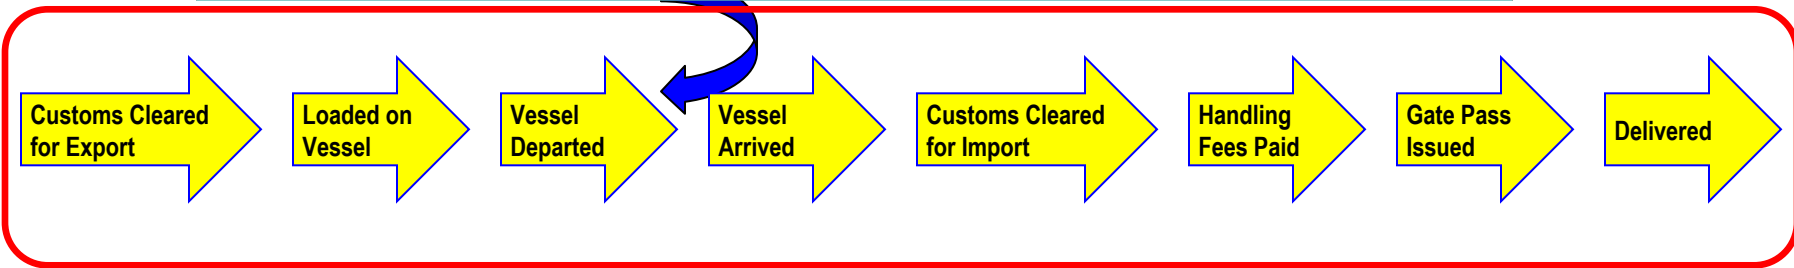 Customs Cleared
for Export
Loaded on
Vessel
Vessel
Departed
Vessel
Arrived
Customs Cleared
for Import
Handling
Fees Paid
Gate Pass
Issued
Delivered